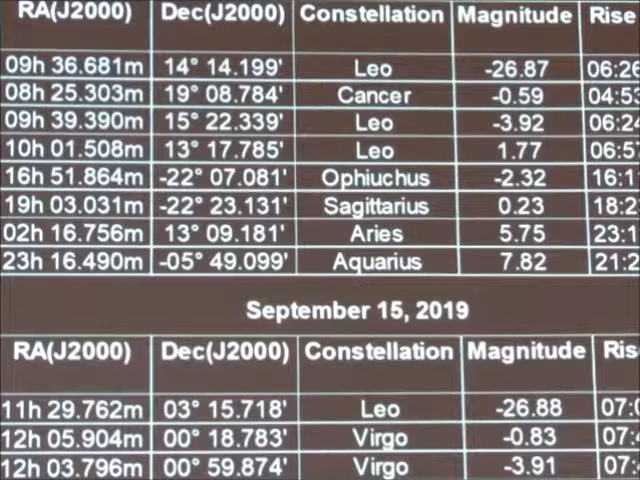 RA(J2000) Dec(J2000) Constellation Magnitude Rise
09h 36.681m 14° 14.199' Leo -26.87 06:26
08h 25.303m 19° 08.784' Cancer -0.59 04:53
09h 39.390m 15° 22.339' Leo -3.92 06:24
10h 01.508m 13° 17.785' Leo 1.77 06:57
16h 51.864m -22° 07.081' Ophiuchus -2.32 16:1
19h 03.031m -22° 23.131' Sagittarius 0.23 18:2
02h 16.756m 13° 09.181' Aries 5.75 23:1
23h 16.490m -05° 49.099' Aquarius 7.82 21:2
September 15, 2019
RA(J2000) Dec(J2000) Constellation Magnitude Ris
11h 29.762m 03° 15.718' Leo -26.88 07:0
12h 05.904m 00° 18.783' Virgo -0.83 07:4
12h 03.796m 00° 59.874' Virgo -3.91 07:4